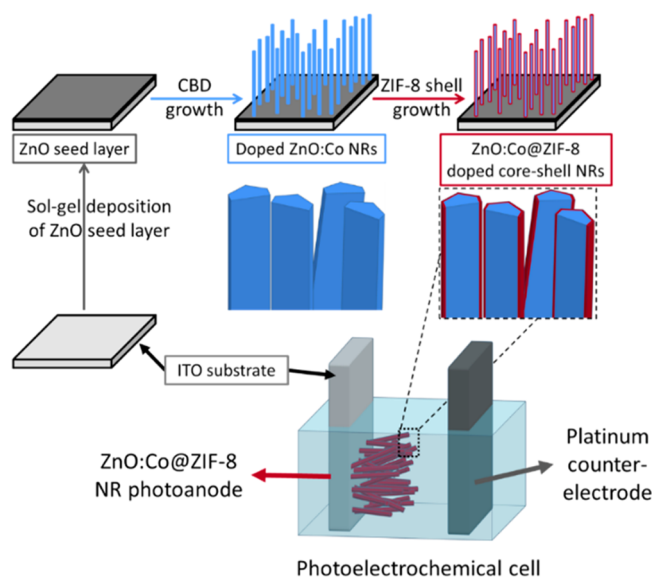 CBD
growth
ZIF-8 shell
growth
ZnO seed layer
Doped ZnO:Co NRs
ZnO:Co@ZIF-8
doped core-shell NRs
Sol-gel deposition
of ZnO seed layer
ITO substrate
ZnO:Co@ZIF-8
NR photoanode
Platinum
counter-
electrode
Photoelectrochemical cell